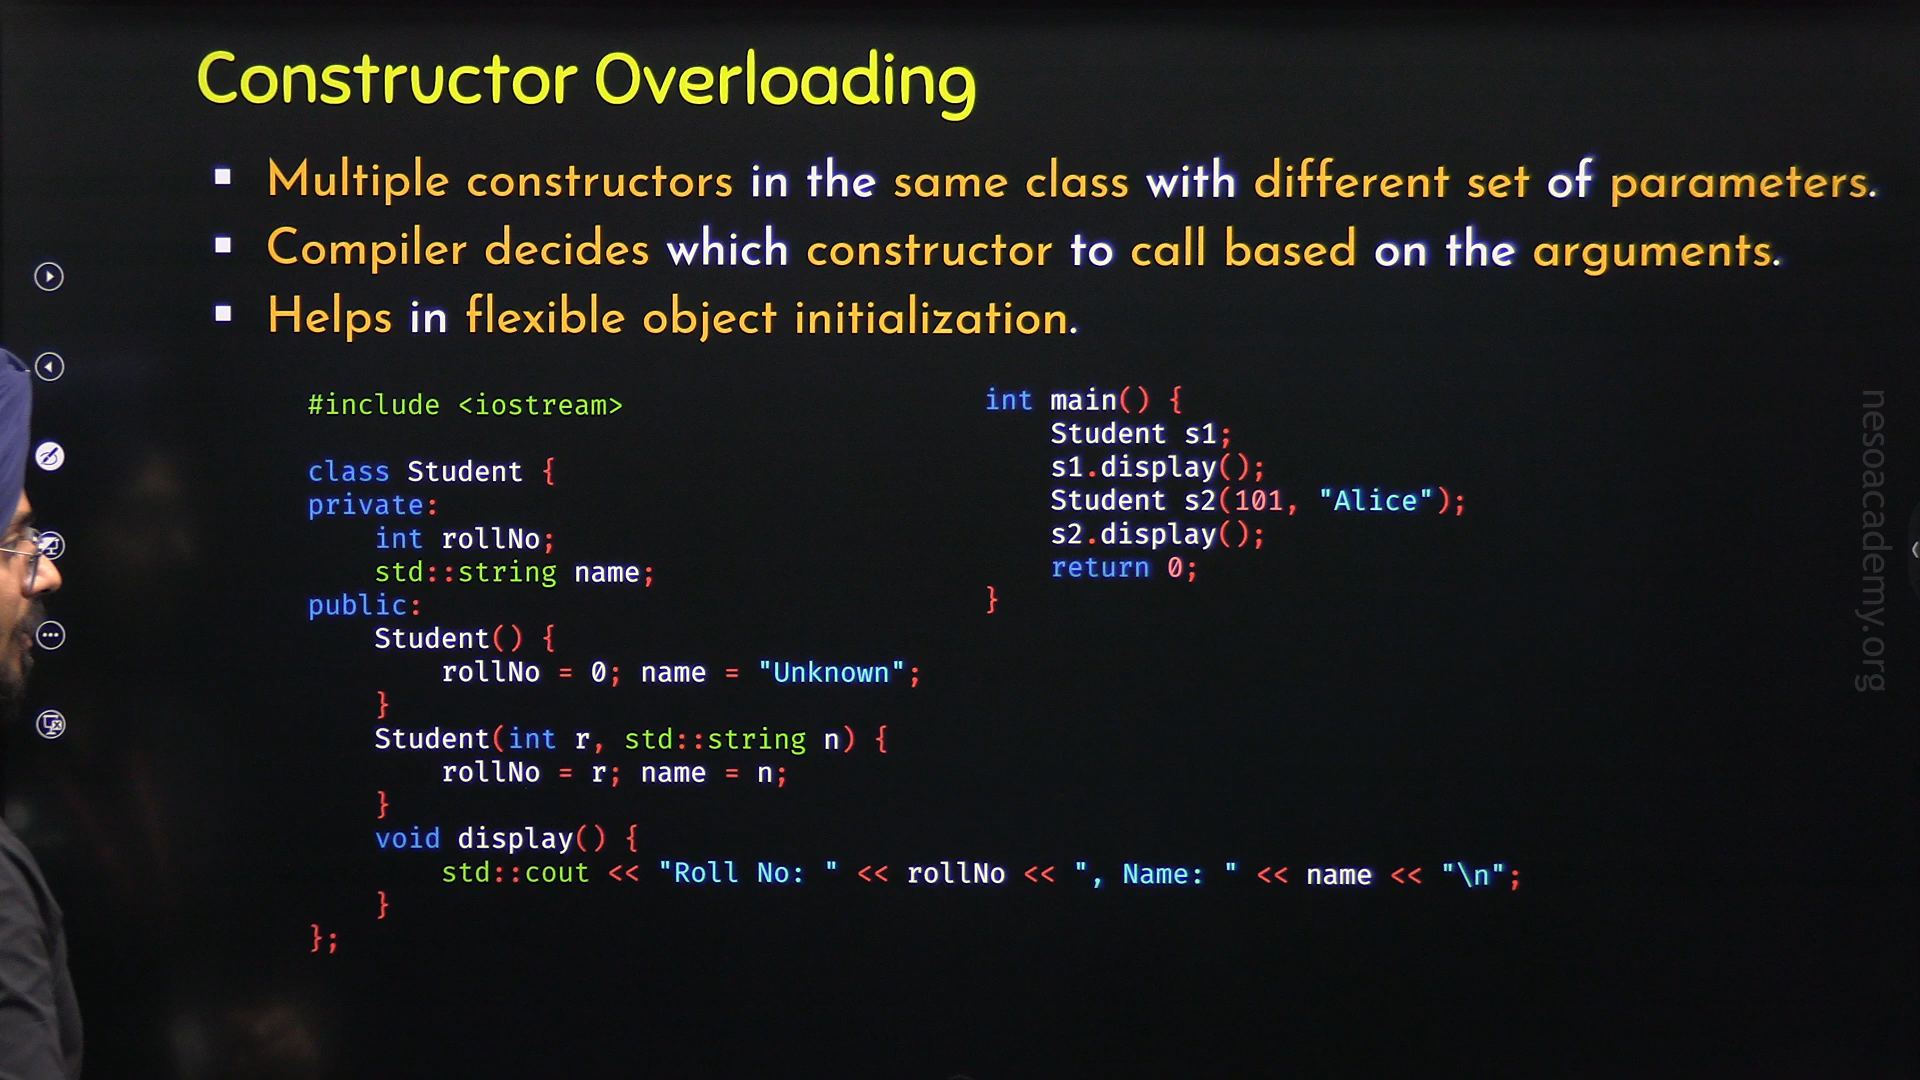 Constructor Overloading
▪ Multiple constructors in the same class with different set of parameters.
▪ Compiler decides which constructor to call based on the arguments.
▪ Helps in flexible object initialization.
#include <iostream>

class Student {
private:
    int rollNo;
    std::string name;
public:
    Student() {
        rollNo = 0; name = "Unknown";
    }
    Student(int r, std::string n) {
        rollNo = r; name = n;
    }
    void display() {
        std::cout << "Roll No: " << rollNo << ", Name: " << name << "\n";
    }
};
int main() {
    Student s1;
    s1.display();
    Student s2(101, "Alice");
    s2.display();
    return 0;
}
nesoacademy.org